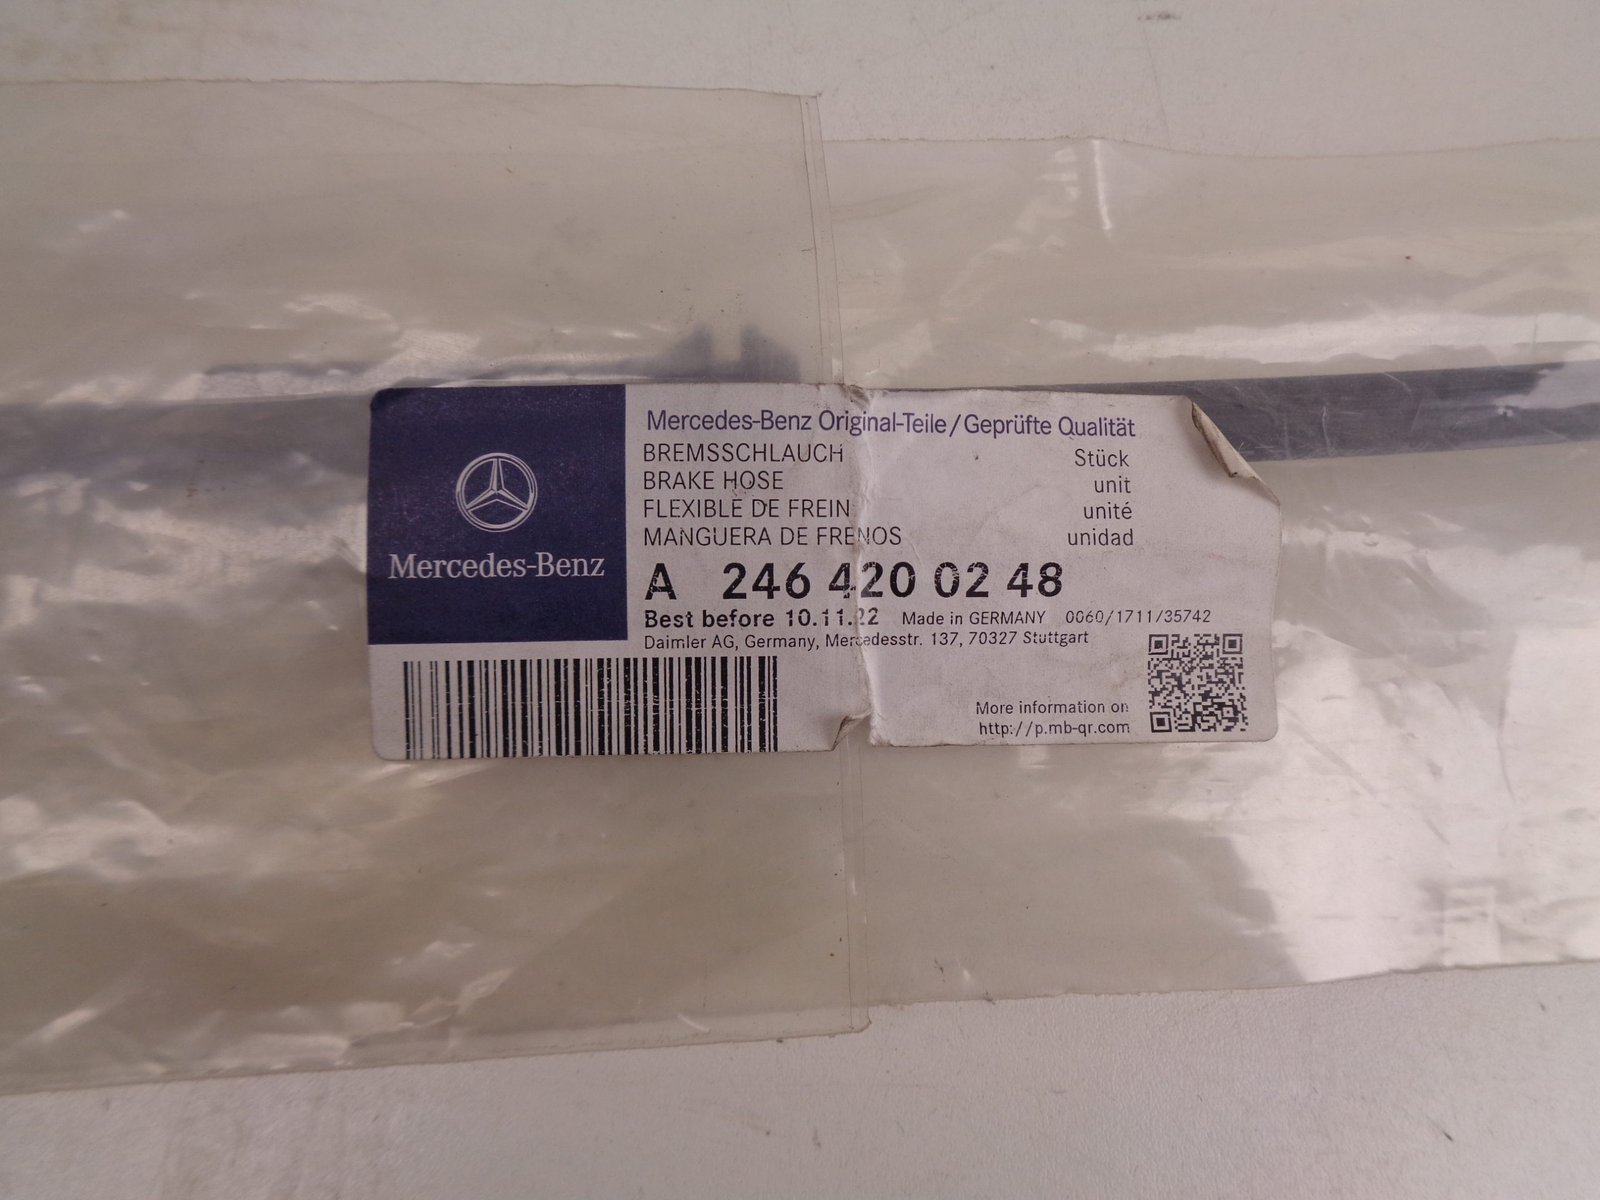 Mercedes-Benz
Mercedes-Benz Original-Teile/Geprüfte Qualität
BREMSSCHLAUCH Stück
BRAKE HOSE unit
FLEXIBLE DE FREIN unité
MANGUERA DE FRENOS unidad
A 246 420 02 48
Best before 10.11.22 Made in GERMANY 0060/1711/35742
Daimler AG, Germany, Mercedesstr. 137, 70327 Stuttgart
More information on
http://p.mb-qr.com